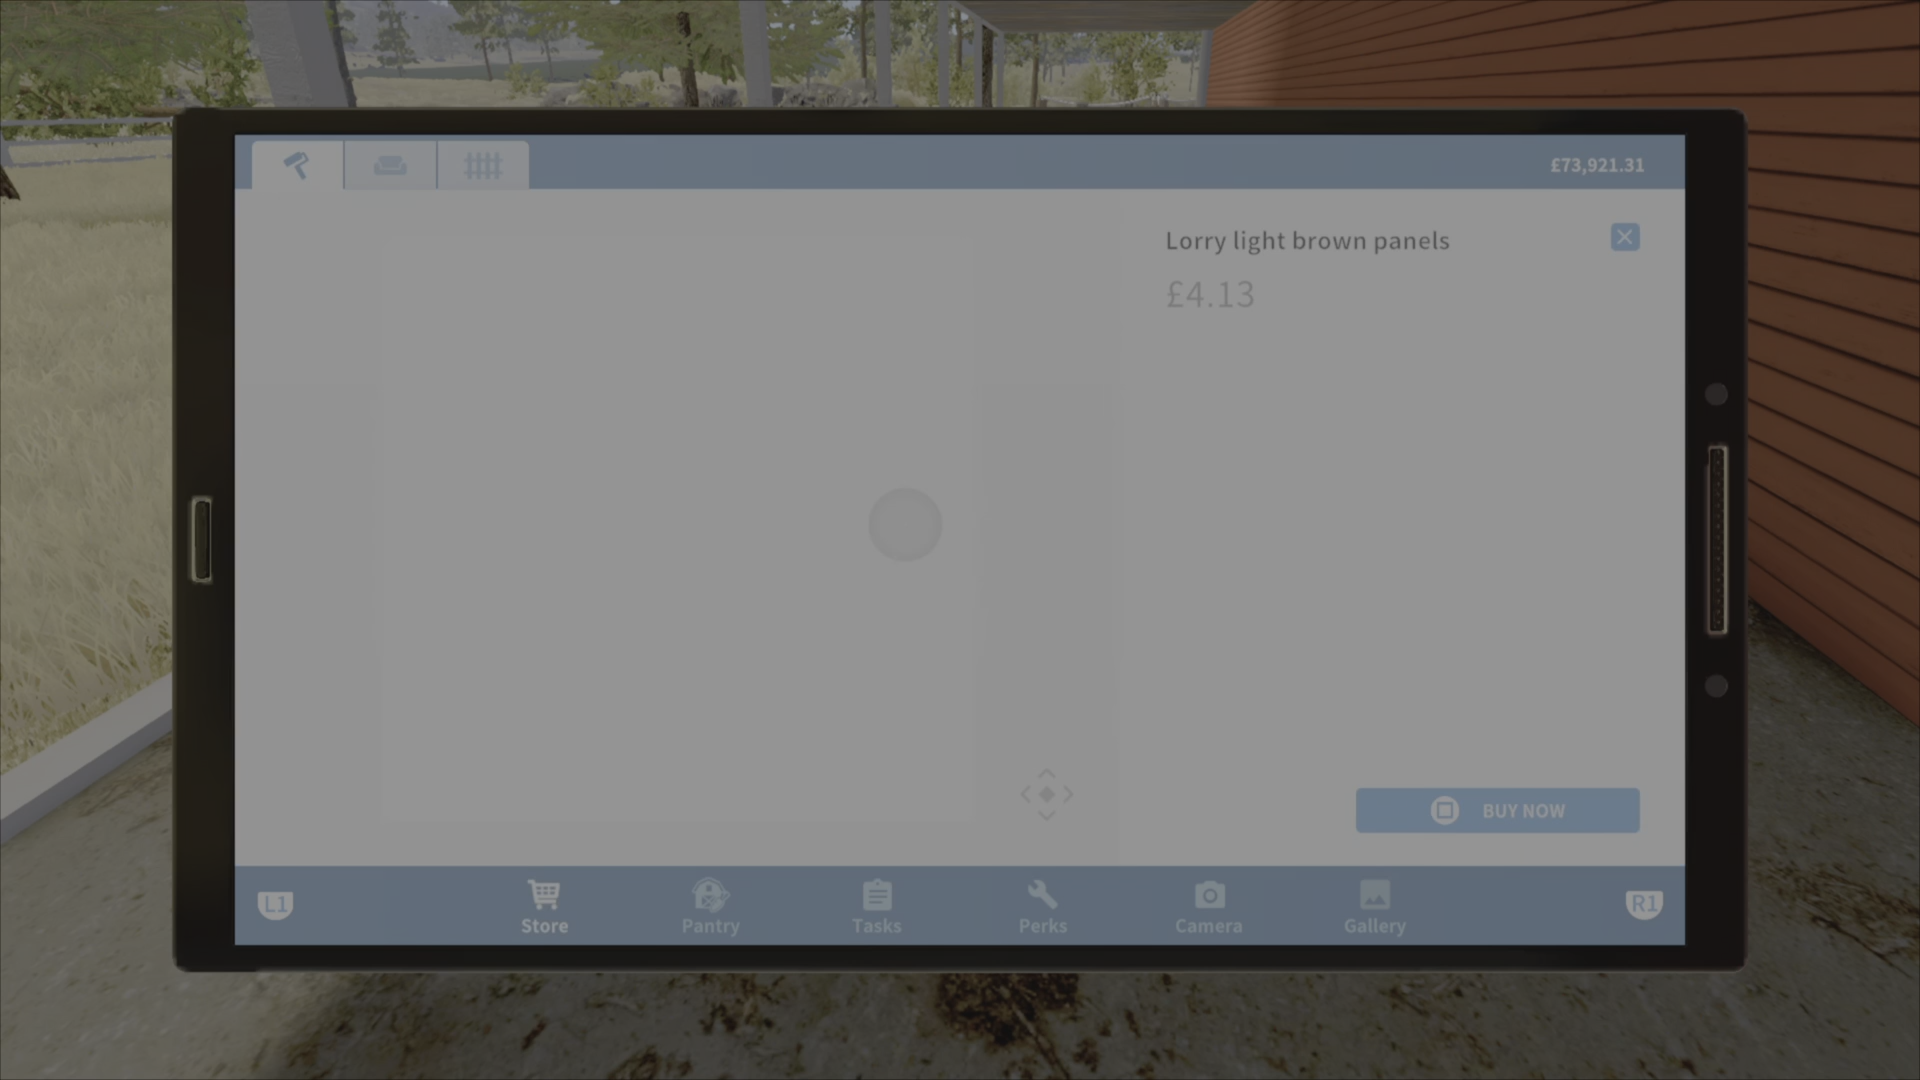 £73,921.31
Lorry light brown panels
£4.13
BUY NOW
L1
Store
Pantry
Tasks
Perks
Camera
Gallery
R1